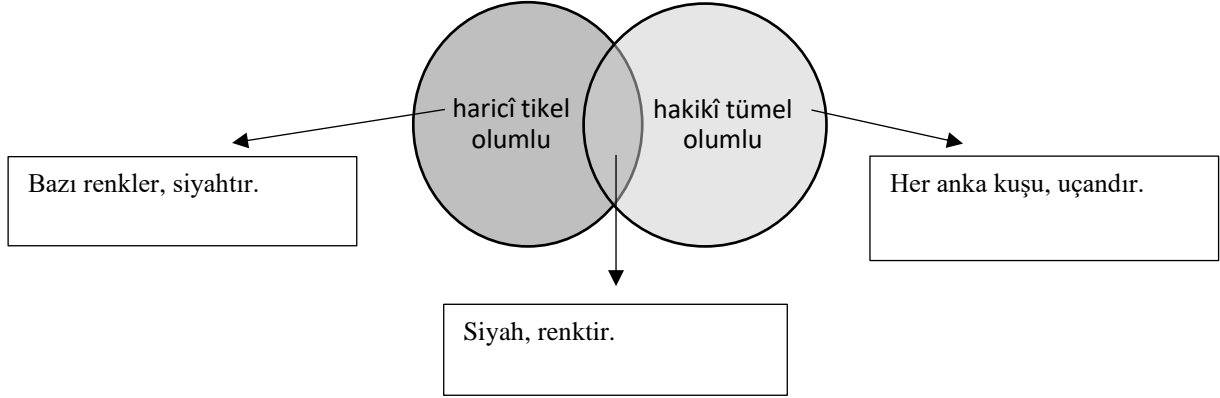 haricî tikel
olumlu
hakikî tümel
olumlu
Bazı renkler, siyahtır.
Her anka kuşu, uçandır.
Siyah, renktir.